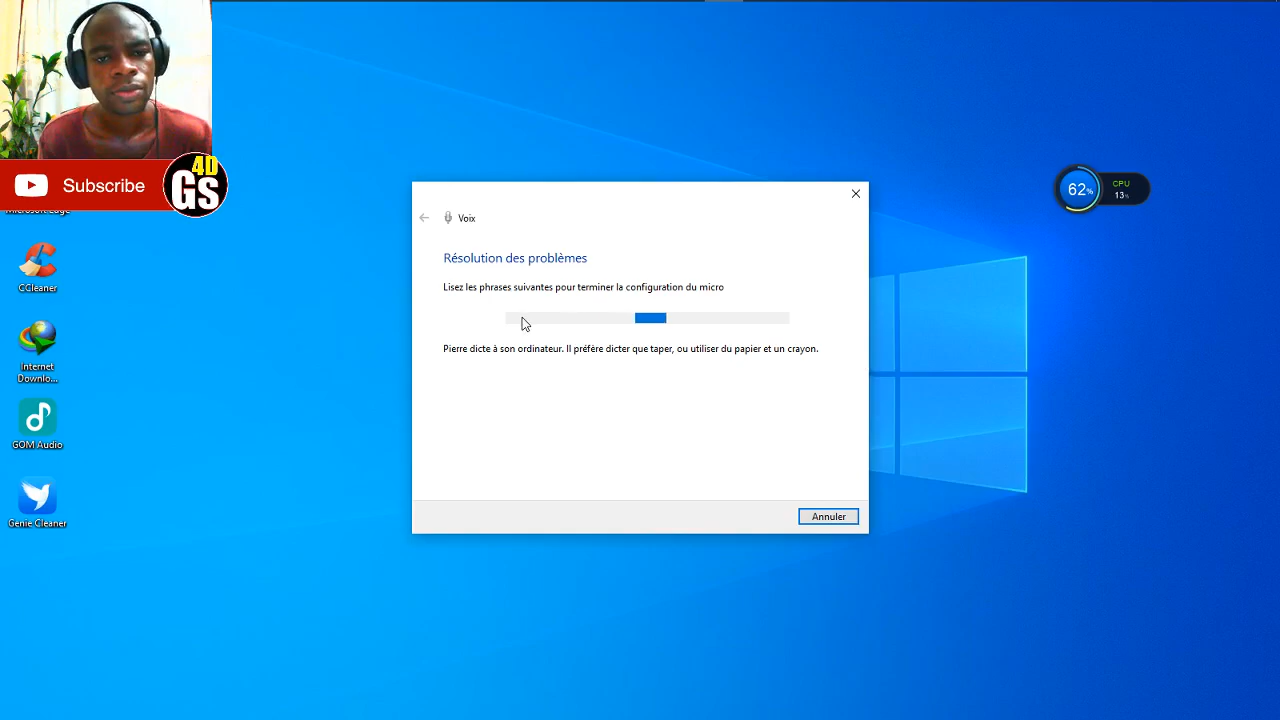 4D
GS
Subscribe
Microsoft Edge
CCleaner
Internet
Downlo...
GOM Audio
Genie Cleaner
62%
CPU
13%
Voix
Résolution des problèmes
Lisez les phrases suivantes pour terminer la configuration du micro
Pierre dicte à son ordinateur. Il préfère dicter que taper, ou utiliser du papier et un crayon.
Annuler